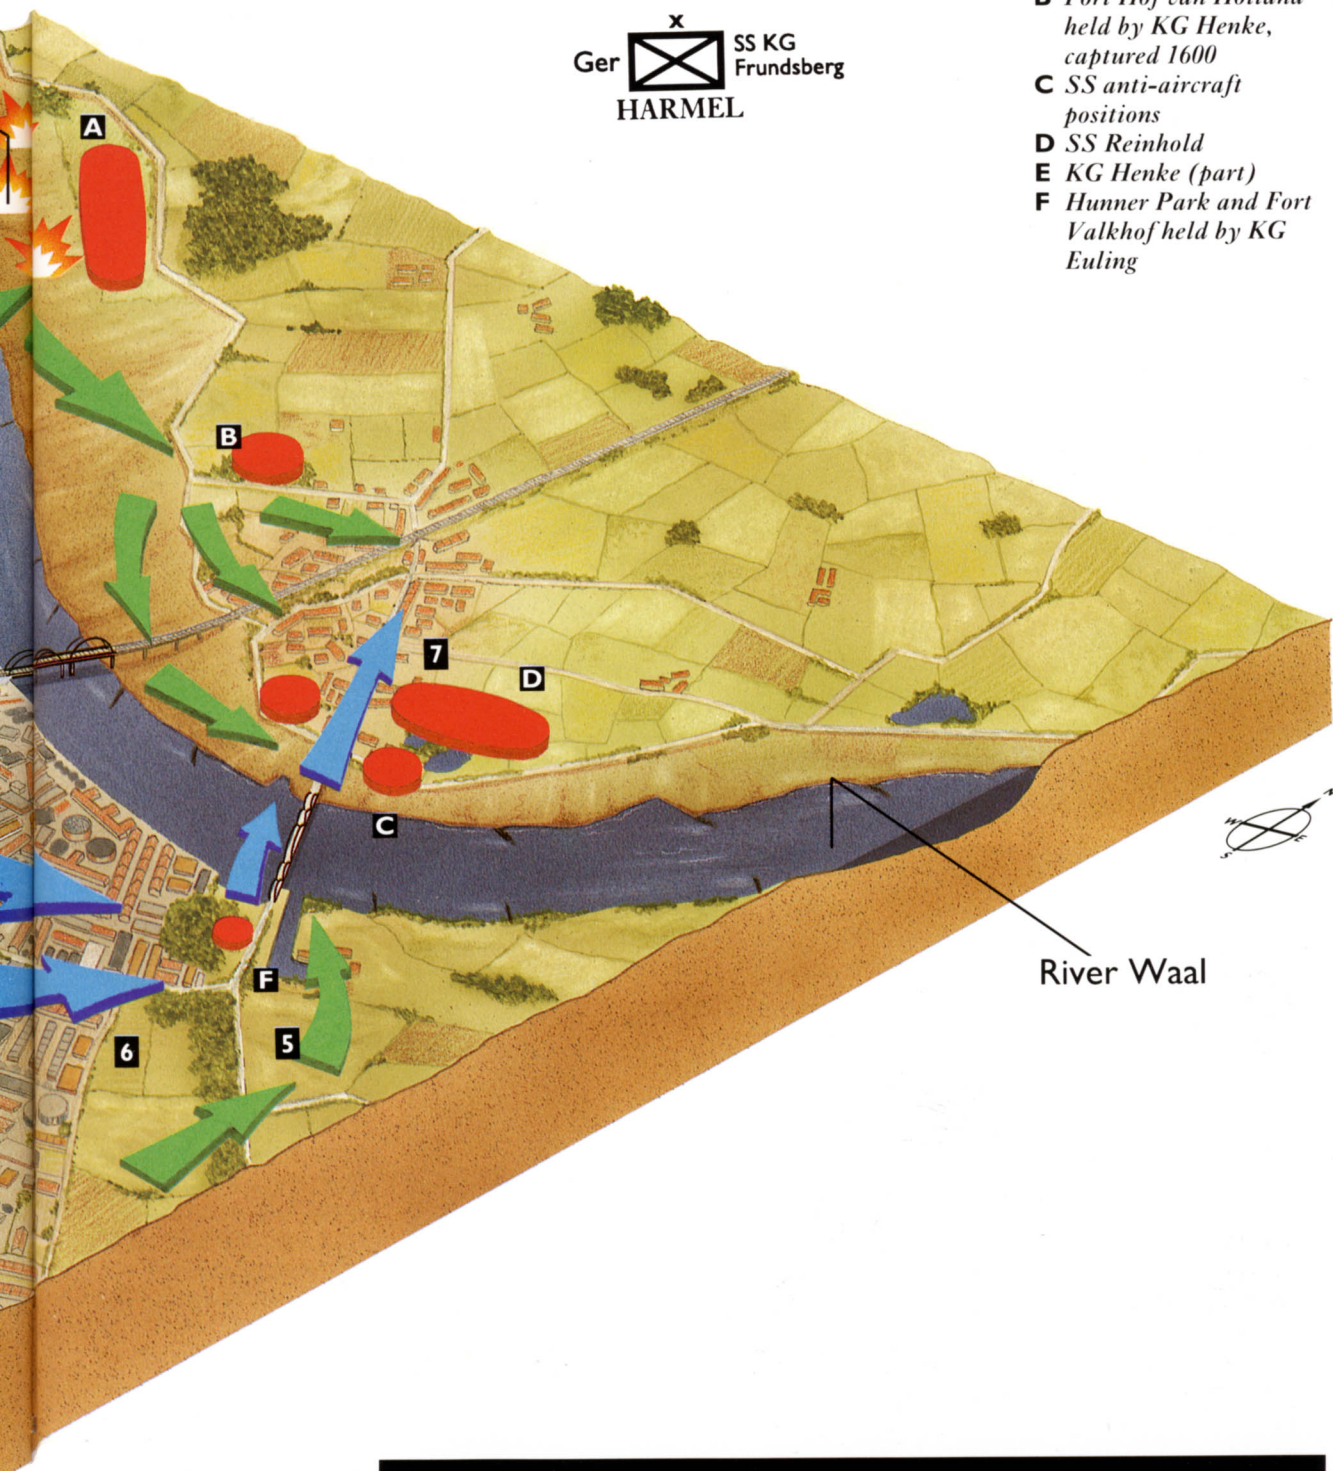 x
Ger
SS KG
Frundsberg
HARMEL
held by KG Henke,
captured 1600
C SS anti-aircraft
positions
D SS Reinhold
E KG Henke (part)
F Hunner Park and Fort
Valkhof held by KG
Euling
A
B
7
D
C
F
5
6
W
E
S
River Waal